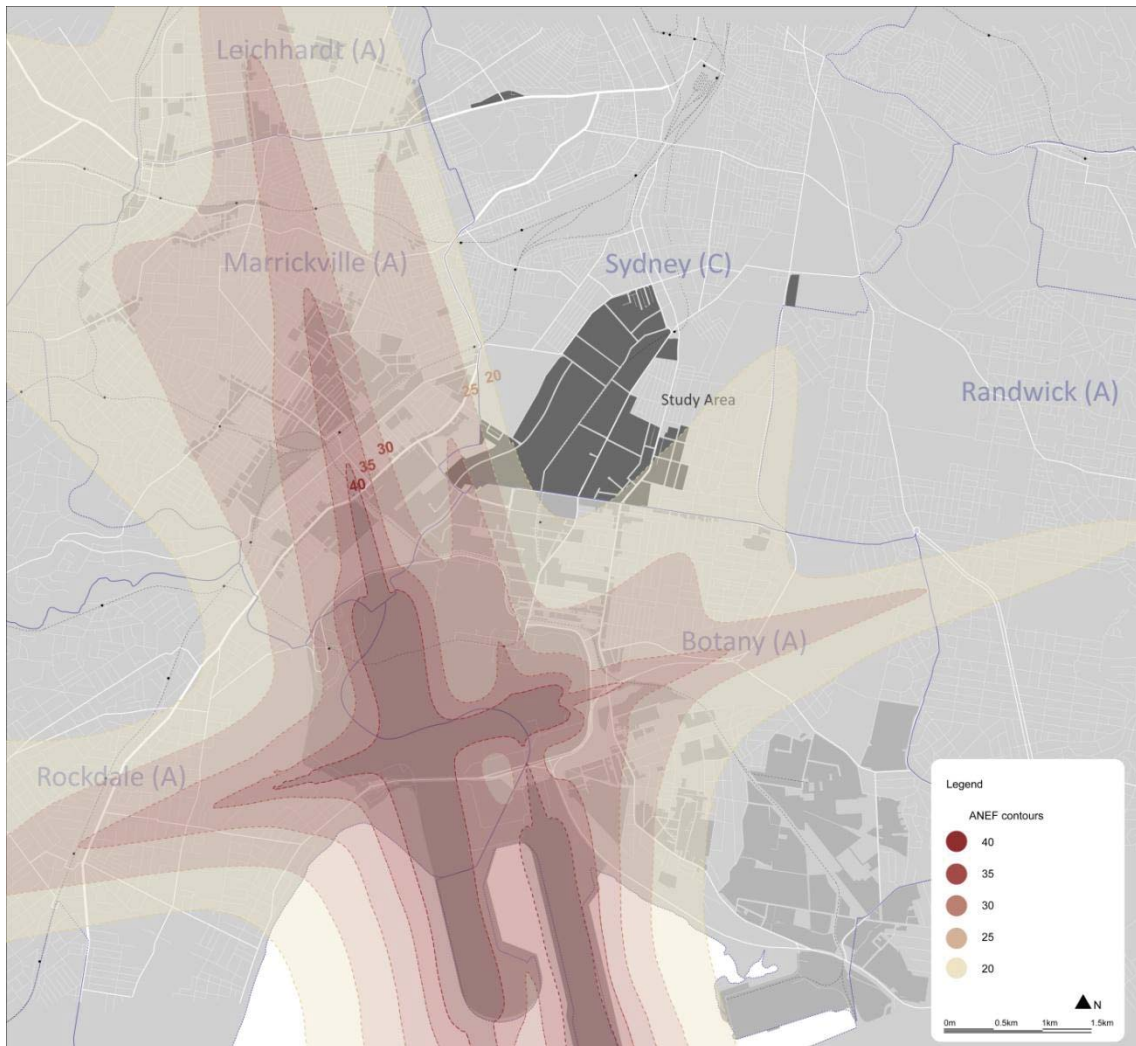 Leichhardt (A)
Marrickville (A)
Sydney (C)
Randwick (A)
25 20
Study Area
30
35
40
Botany (A)
Rockdale (A)
Legend
ANEF contours
40
35
30
25
20
N
0m 0.5km 1km 1.5km